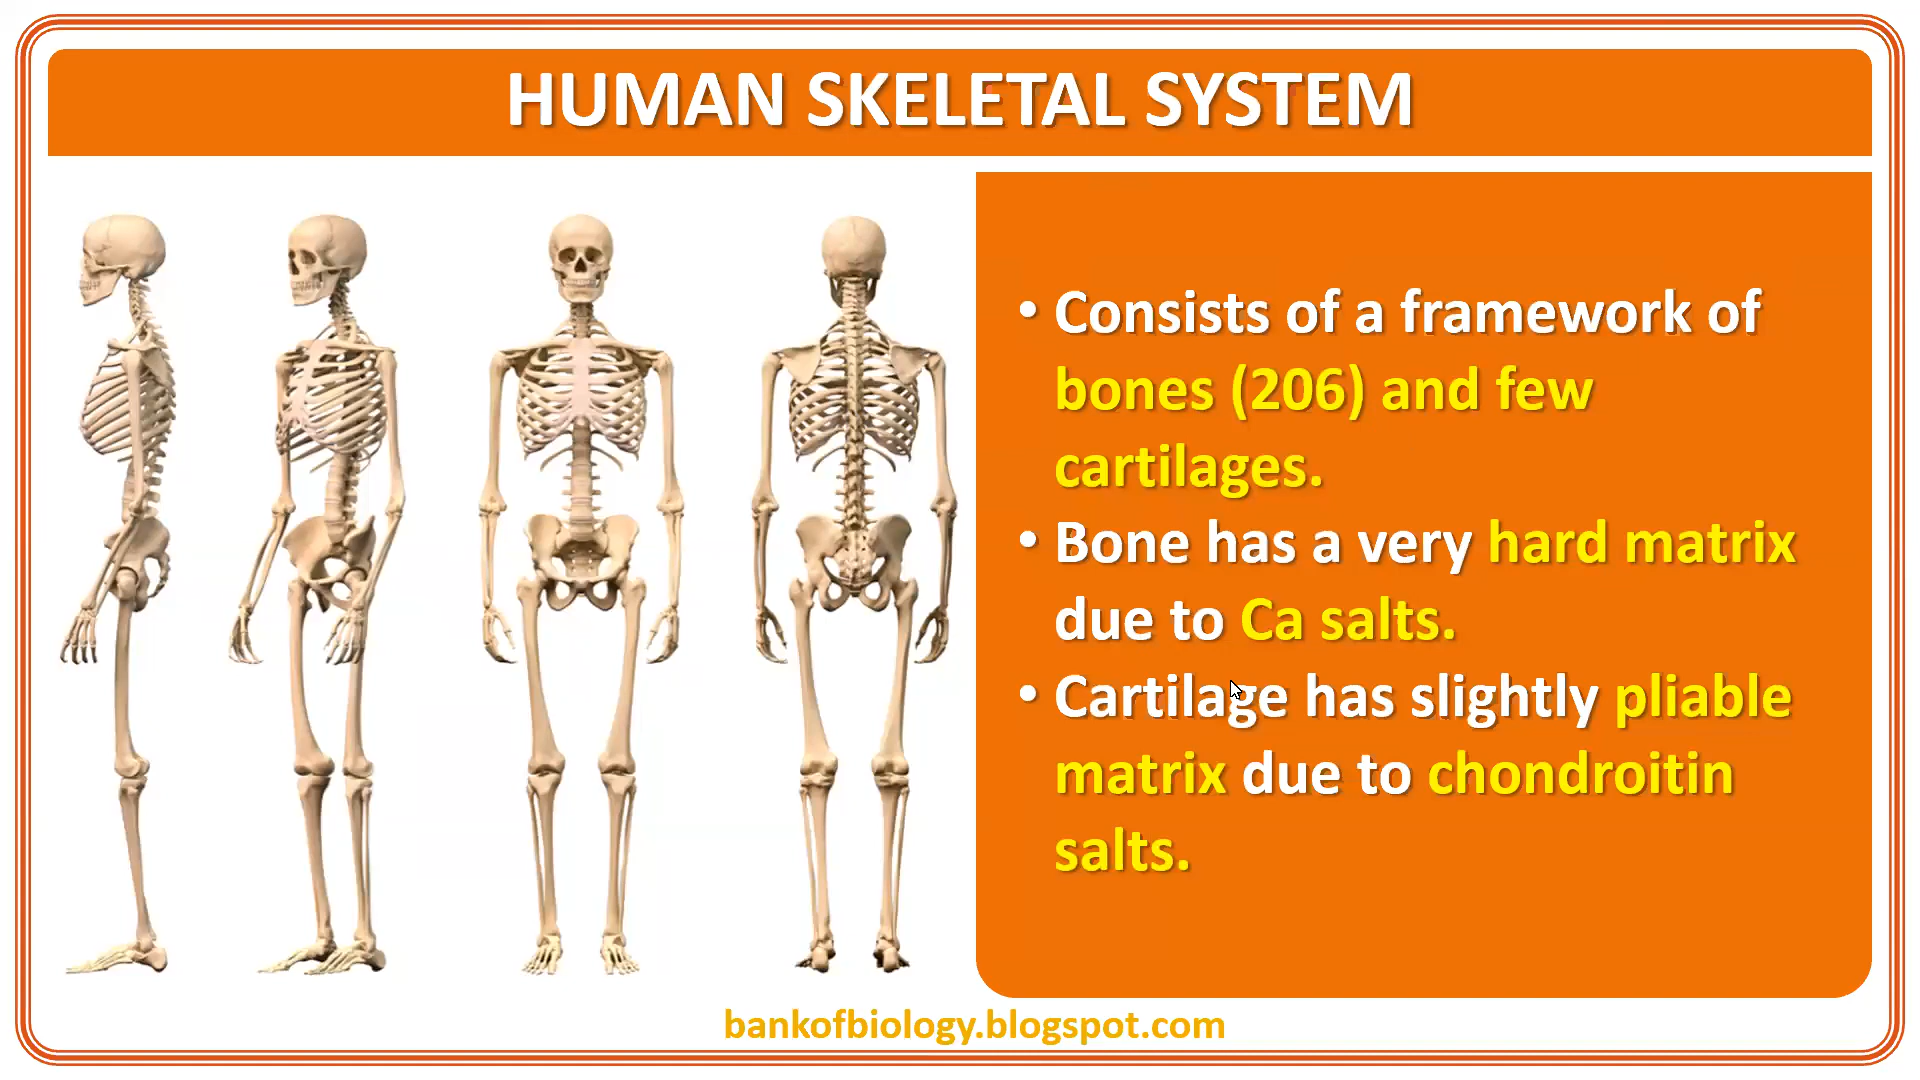 HUMAN SKELETAL SYSTEM
• Consists of a framework of
bones (206) and few
cartilages.
• Bone has a very hard matrix
due to Ca salts.
• Cartilage has slightly pliable
matrix due to chondroitin
salts.
bankofbiology.blogspot.com